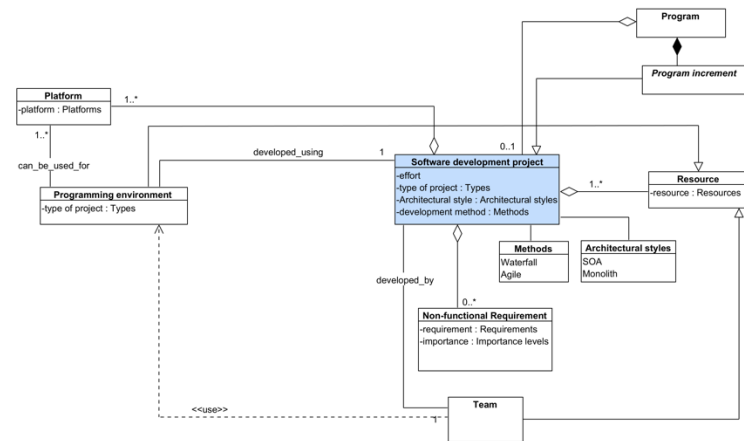 Program
Program increment
Platform
-platform : Platforms
1..*
1..*
can_be_used_for
developed_using
1
0..1
Programming environment
-type of project : Types
Software development project
-effort
-type of project : Types
-Architectural style : Architectural styles
-development method : Methods
1..*
Resource
-resource : Resources
Methods
Waterfall
Agile
Architectural styles
SOA
Monolith
developed_by
0..*
Non-functional Requirement
-requirement : Requirements
-importance : Importance levels
<<use>>
1
Team